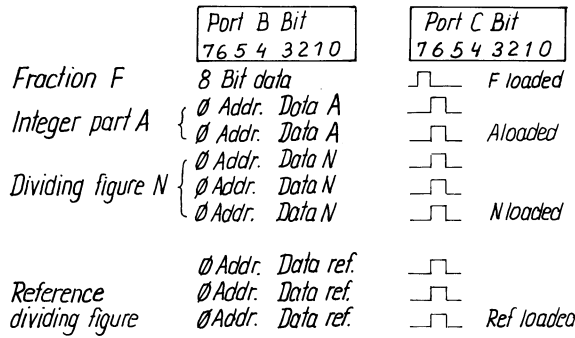 Port B Bit Port C Bit
7 6 5 4 3 2 1 0 7 6 5 4 3 2 1 0
Fraction F 8 Bit data F loaded
Ø Addr. Data A
Integer part A { Ø Addr. Data A A loaded
Ø Addr. Data N
Dividing figure N { Ø Addr. Data N
Ø Addr. Data N N loaded
Ø Addr. Data ref.
Reference Ø Addr. Data ref.
dividing figure Ø Addr. Data ref. Ref loaded